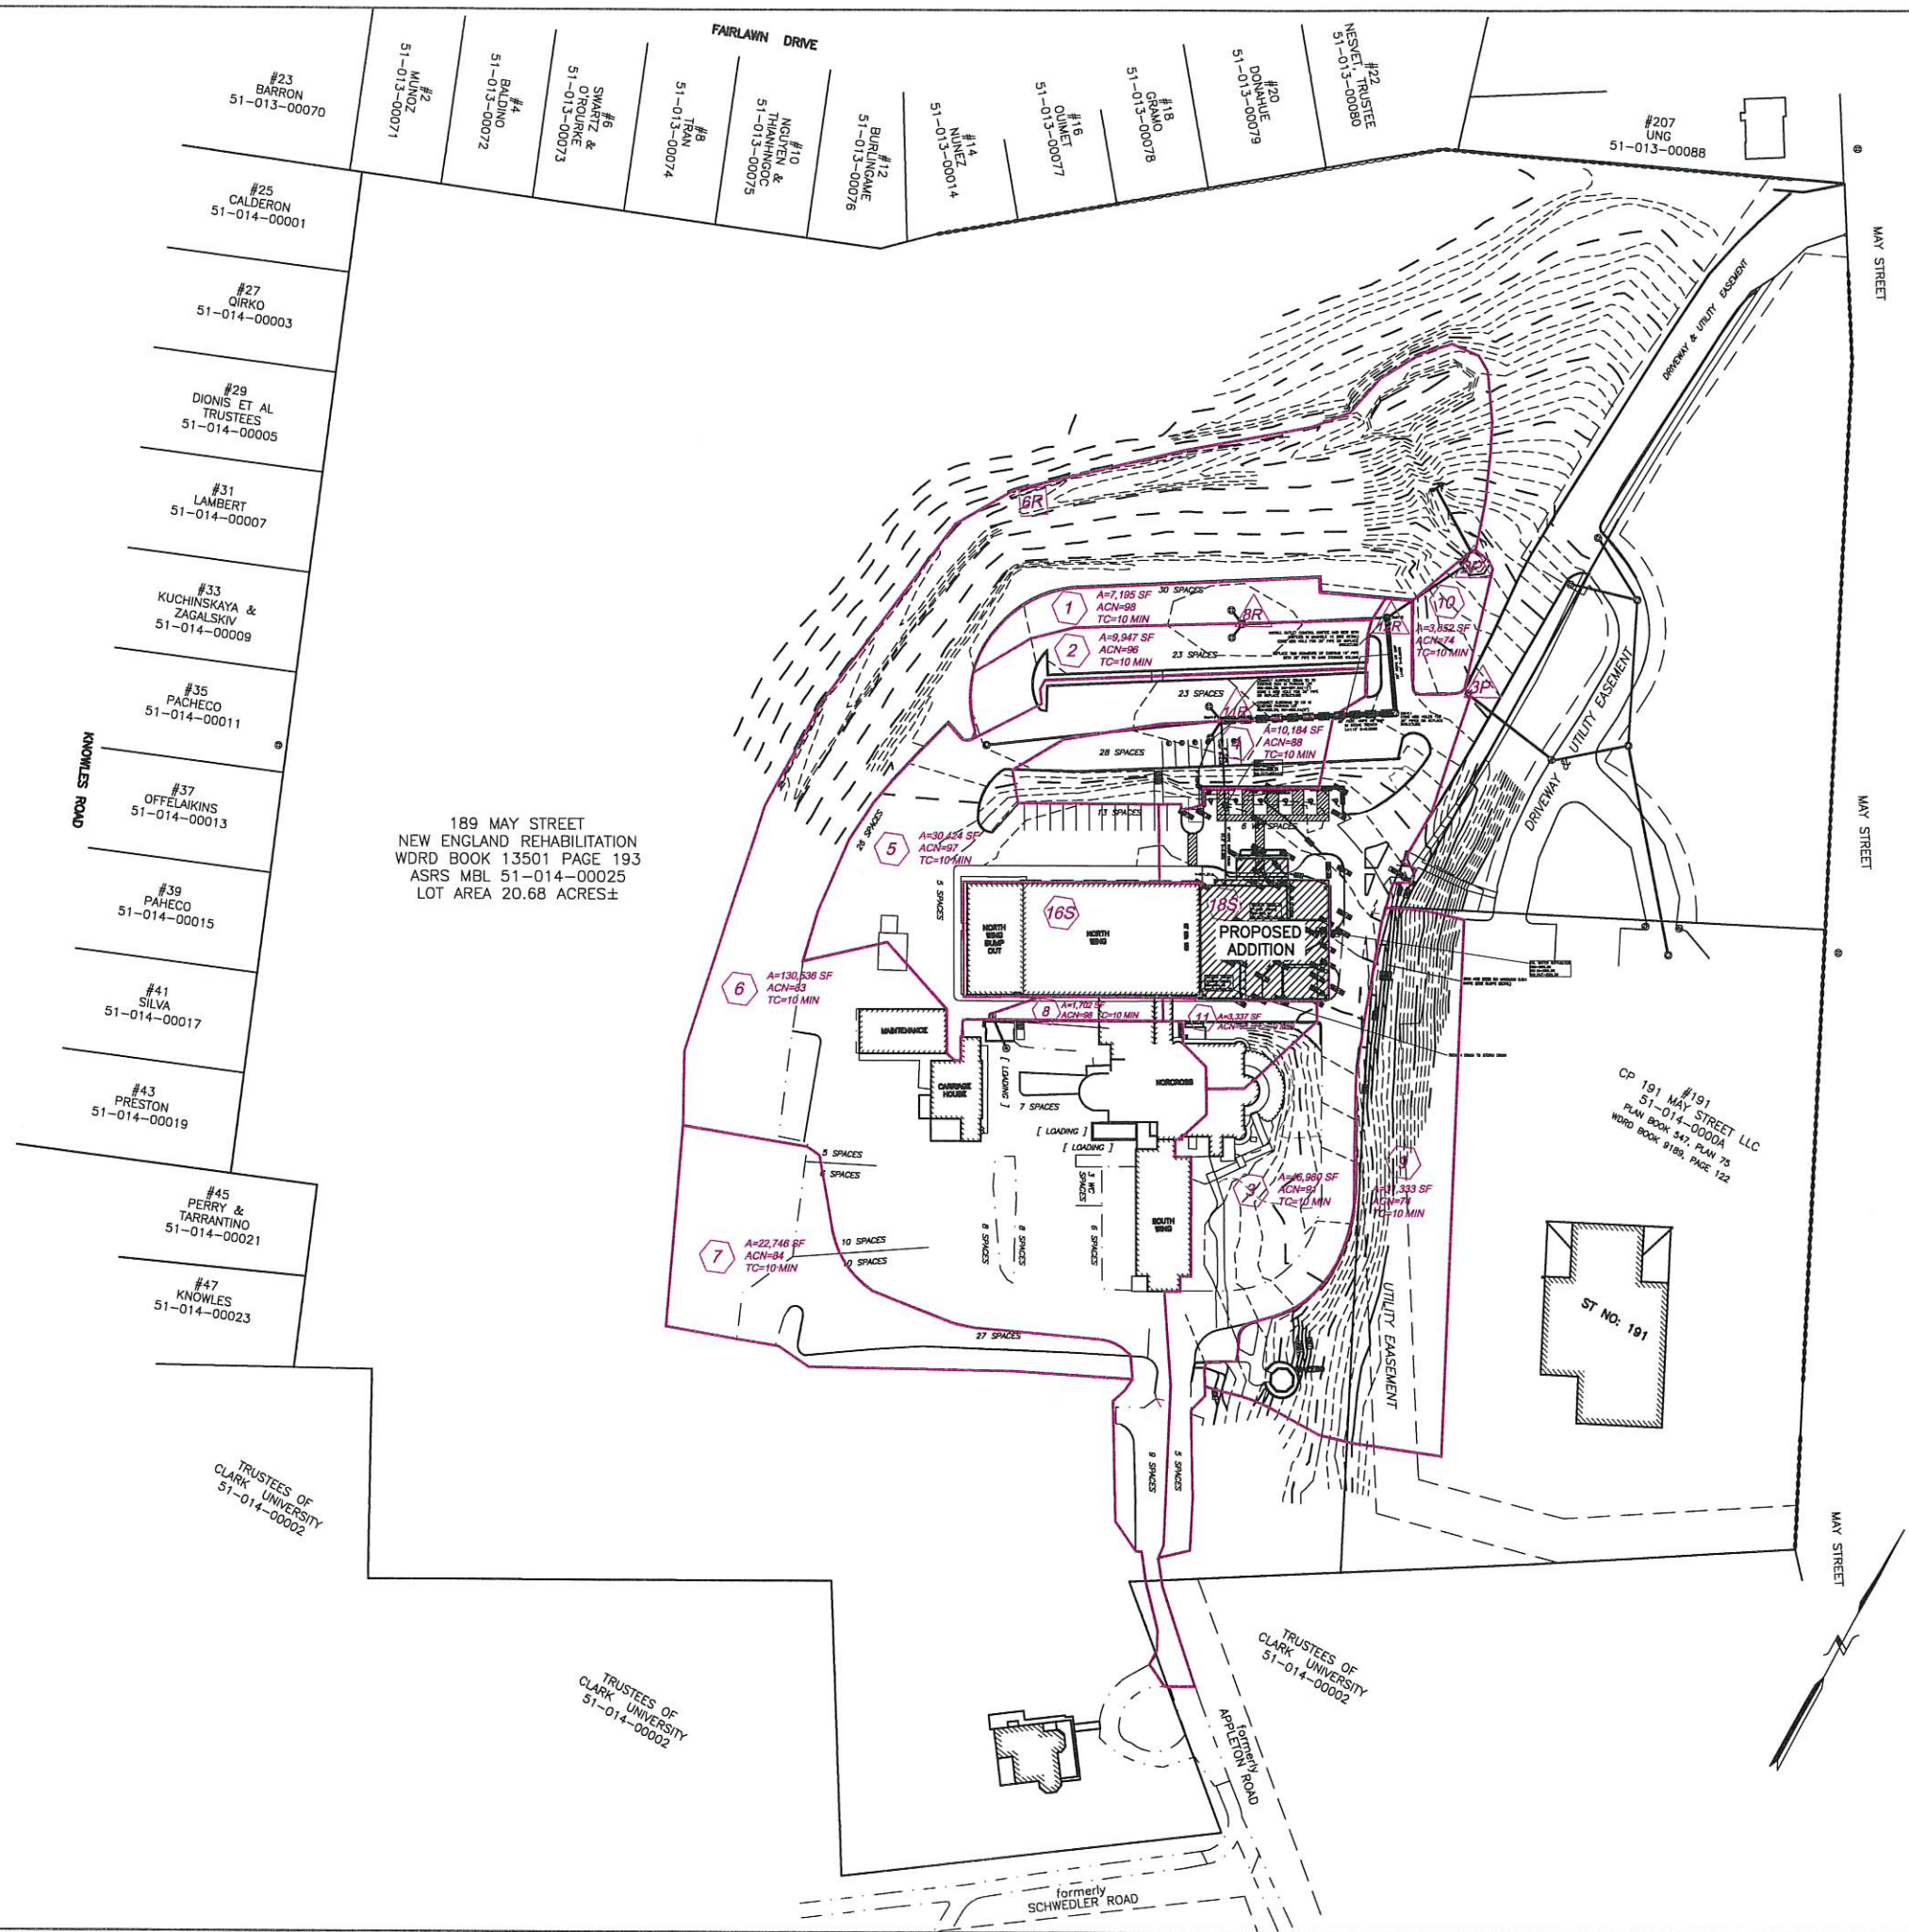 FAIRLAWN DRIVE
#23
BARRON
51-013-00070
#2
MUNOZ
51-013-00071
#4
BALDINO
51-013-00072
#6
SWARTZ &
O'ROURKE
51-013-00073
#8
TRAN
51-013-00074
#10
NGUYEN &
THIANHNGOC
51-013-00075
#12
BURLINGAME
51-013-00076
#14
NUNEZ
51-013-00014
#16
OUIMET
51-013-00077
#18
GRAMO
51-013-00078
#20
DONAHUE
51-013-00079
#22
NESVET, TRUSTEE
51-013-00080
#207
UNG
51-013-00088
MAY STREET
#25
CALDERON
51-014-00001
#27
QIRKO
51-014-00003
#29
DIONIS ET AL
TRUSTEES
51-014-00005
#31
LAMBERT
51-014-00007
#33
KUCHINSKAYA &
ZAGALSKIV
51-014-00009
#35
PACHECO
51-014-00011
#37
OFFELAIKINS
51-014-00013
#39
PAHECO
51-014-00015
#41
SILVA
51-014-00017
#43
PRESTON
51-014-00019
#45
PERRY &
TARRANTINO
51-014-00021
#47
KNOWLES
51-014-00023
KNOWLES ROAD
189 MAY STREET
NEW ENGLAND REHABILITATION
WDRD BOOK 13501 PAGE 193
ASRS MBL 51-014-00025
LOT AREA 20.68 ACRES±
DRIVEWAY & UTILITY EASEMENT
DRIVEWAY & UTILITY EASEMENT
MAY STREET
6R
1
A=7,195 SF
ACN=98
TC=10 MIN
30 SPACES
8R
2
A=9,947 SF
ACN=96
TC=10 MIN
23 SPACES
23 SPACES
10
A=3,852 SF
ACN=74
TC=10 MIN
3P
4
A=10,184 SF
ACN=88
TC=10 MIN
28 SPACES
13 SPACES
26 SPACES
5
A=30,424 SF
ACN=97
TC=10 MIN
5 SPACES
NORTH
WING
BUMP
OUT
16S
NORTH
WING
18S
PROPOSED
ADDITION
6
A=130,536 SF
ACN=83
TC=10 MIN
8
A=1,702 SF
ACN=98 TC=10 MIN
11
A=3,337 SF
MAINTENANCE
CARRIAGE
HOUSE
[ LOADING ]
7 SPACES
NORCROSS
[ LOADING ]
[ LOADING ]
5 SPACES
SPACES
3 WC
SPACES
SOUTH
WING
8 SPACES
8 SPACES
6 SPACES
10 SPACES
SPACES
7
A=22,746 SF
ACN=84
TC=10 MIN
27 SPACES
TC=10 MIN
TC=10 MIN
UTILITY EAASEMENT
9 SPACES
5 SPACES
#191
CP 191 MAY STREET LLC
51-014-0000A
PLAN BOOK 547, PLAN 75
WDRD BOOK 9189, PAGE 122
ST NO: 191
MAY STREET
TRUSTEES OF
CLARK UNIVERSITY
51-014-00002
TRUSTEES OF
CLARK UNIVERSITY
51-014-00002
TRUSTEES OF
CLARK UNIVERSITY
51-014-00002
formerly
APPLETON ROAD
formerly
SCHWEDLER ROAD